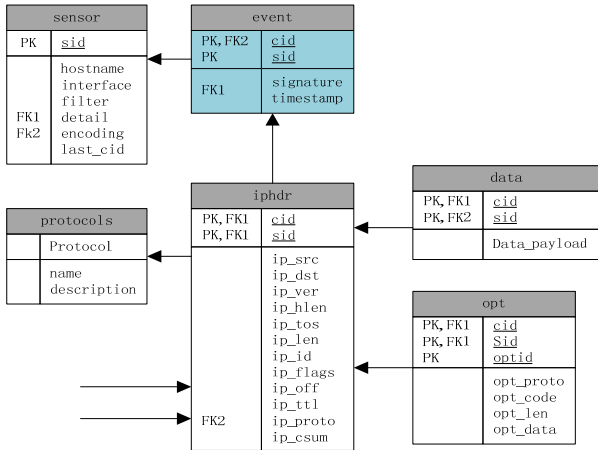 sensor
PK sid
hostname
interface
filter
FK1 detail
Fk2 encoding
last_cid
event
PK,FK2 cid
PK sid
FK1 signature
timestamp
protocols
Protocol
name
description
iphdr
PK,FK1 cid
PK,FK1 sid
ip_src
ip_dst
ip_ver
ip_hlen
ip_tos
ip_len
ip_id
ip_flags
ip_off
ip_ttl
FK2 ip_proto
ip_csum
data
PK,FK1 cid
PK,FK2 sid
Data_payload
opt
PK,FK1 cid
PK,FK1 Sid
PK optid
opt_proto
opt_code
opt_len
opt_data